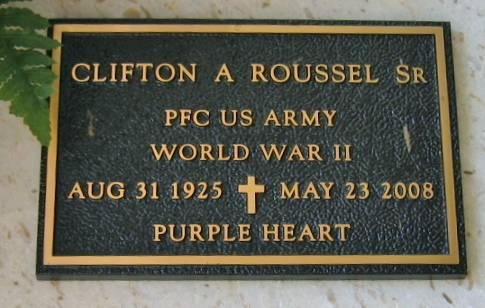 CLIFTON A ROUSSEL SR
PFC US ARMY
WORLD WAR II
AUG 31 1925 MAY 23 2008
PURPLE HEART